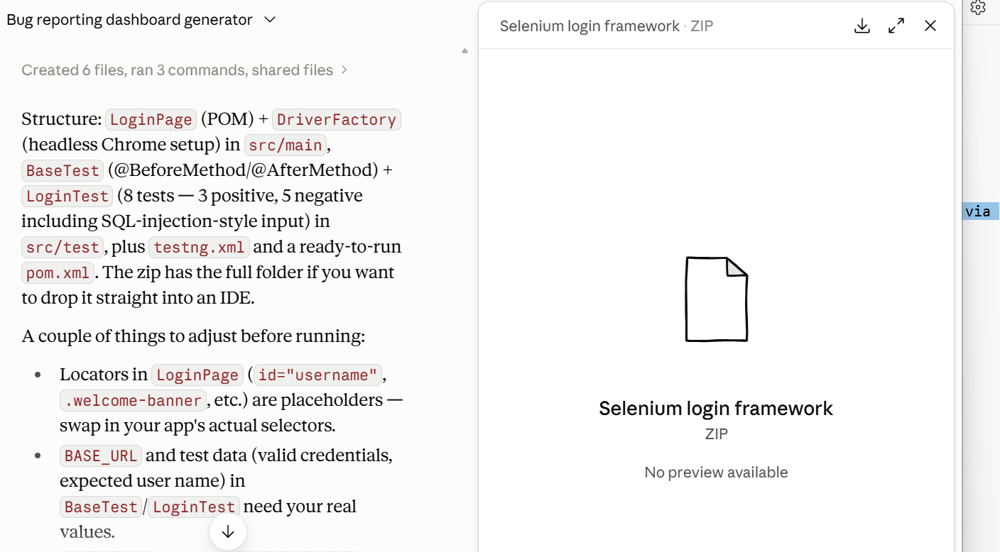 Bug reporting dashboard generator
Created 6 files, ran 3 commands, shared files
Structure: LoginPage (POM) + DriverFactory
(headless Chrome setup) in src/main,
BaseTest (@BeforeMethod/@AfterMethod) +
LoginTest (8 tests — 3 positive, 5 negative
including SQL-injection-style input) in
src/test, plus testng.xml and a ready-to-run
pom.xml. The zip has the full folder if you want
to drop it straight into an IDE.
A couple of things to adjust before running:
• Locators in LoginPage (id="username",
.welcome-banner, etc.) are placeholders —
swap in your app's actual selectors.
• BASE_URL and test data (valid credentials,
expected user name) in
BaseTest/LoginTest need your real
values.
Selenium login framework · ZIP
Selenium login framework
ZIP
No preview available
via